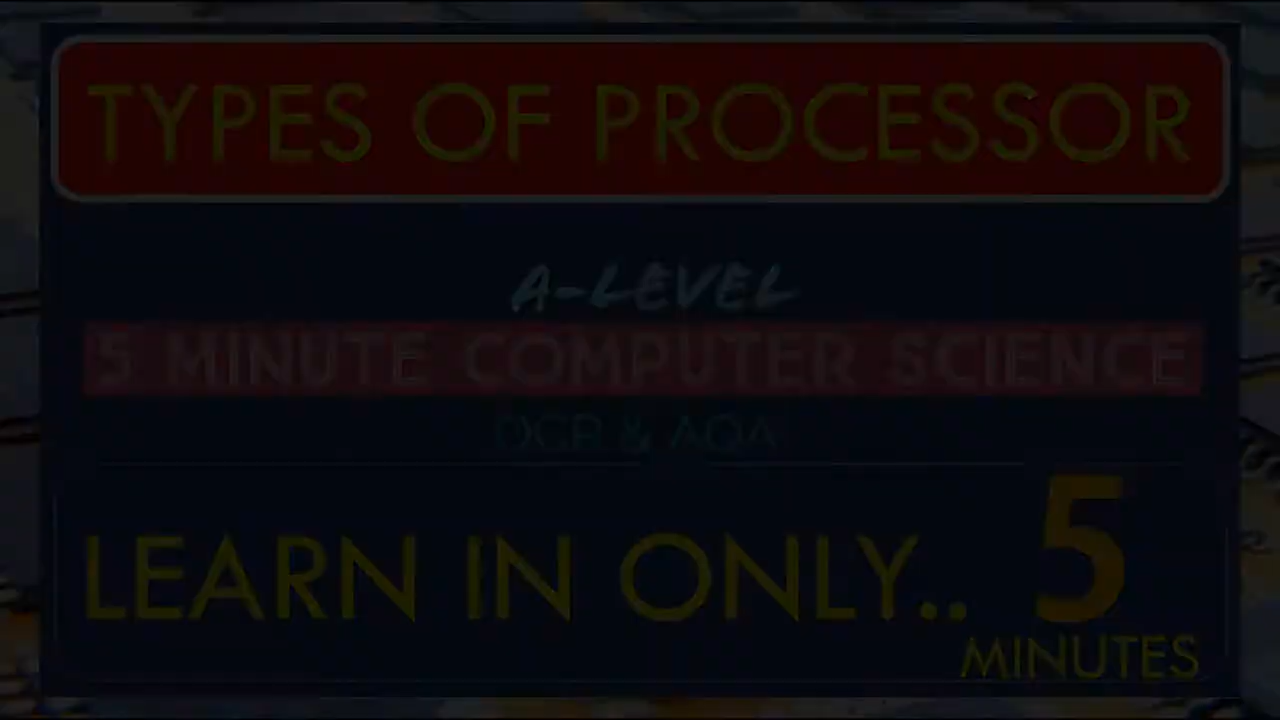 TYPES OF PROCESSOR
A-LEVEL
5 MINUTE COMPUTER SCIENCE
OCR & AQA
LEARN IN ONLY.. 5
MINUTES